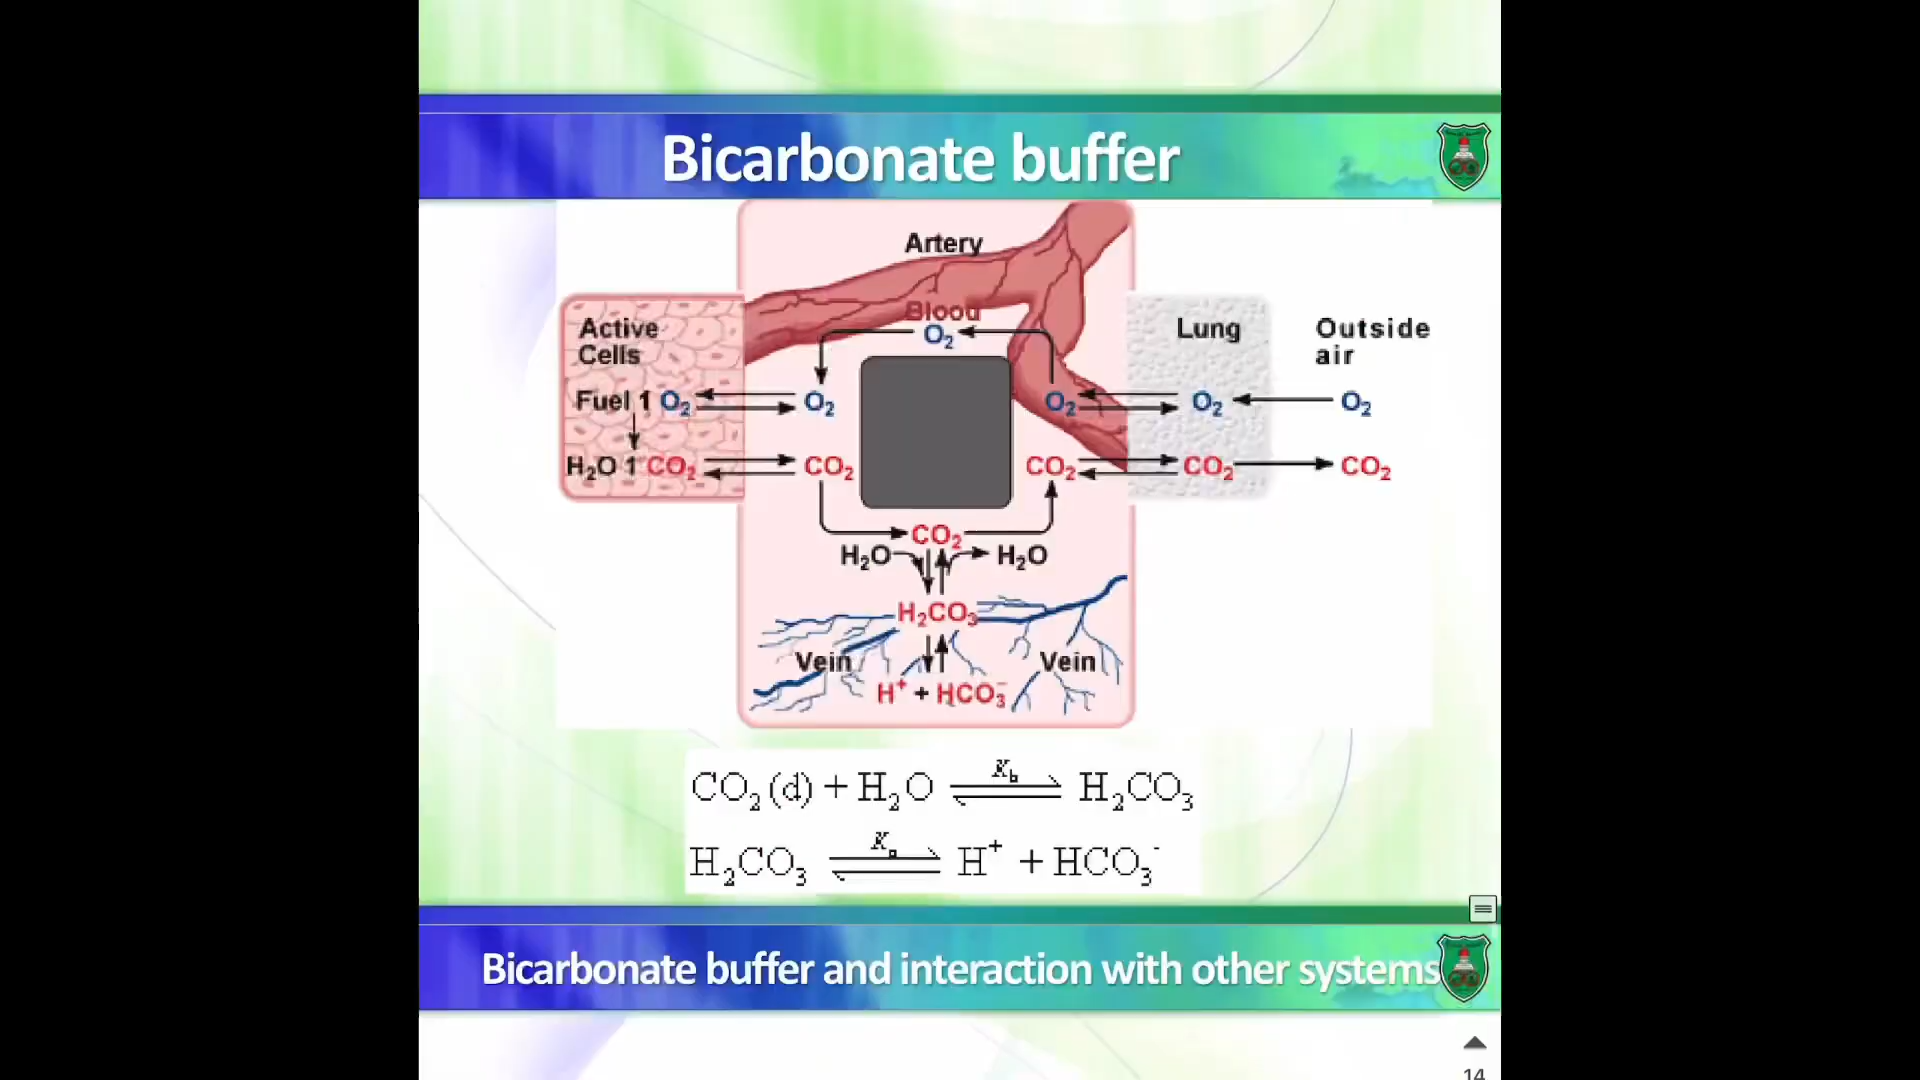 Bicarbonate buffer
Artery
Blood
O₂
Active
Cells
Lung
Outside
air
Fuel 1 O₂
O₂
O₂
O₂
O₂
H₂O 1 CO₂
CO₂
CO₂
CO₂
CO₂
CO₂
H₂O
H₂O
H₂CO₃
Vein
Vein
H⁺ + HCO₃⁻
CO₂(d) + H₂O ⇌ H₂CO₃
K_b
H₂CO₃ ⇌ H⁺ + HCO₃⁻
K_a
Bicarbonate buffer and interaction with other systems
14